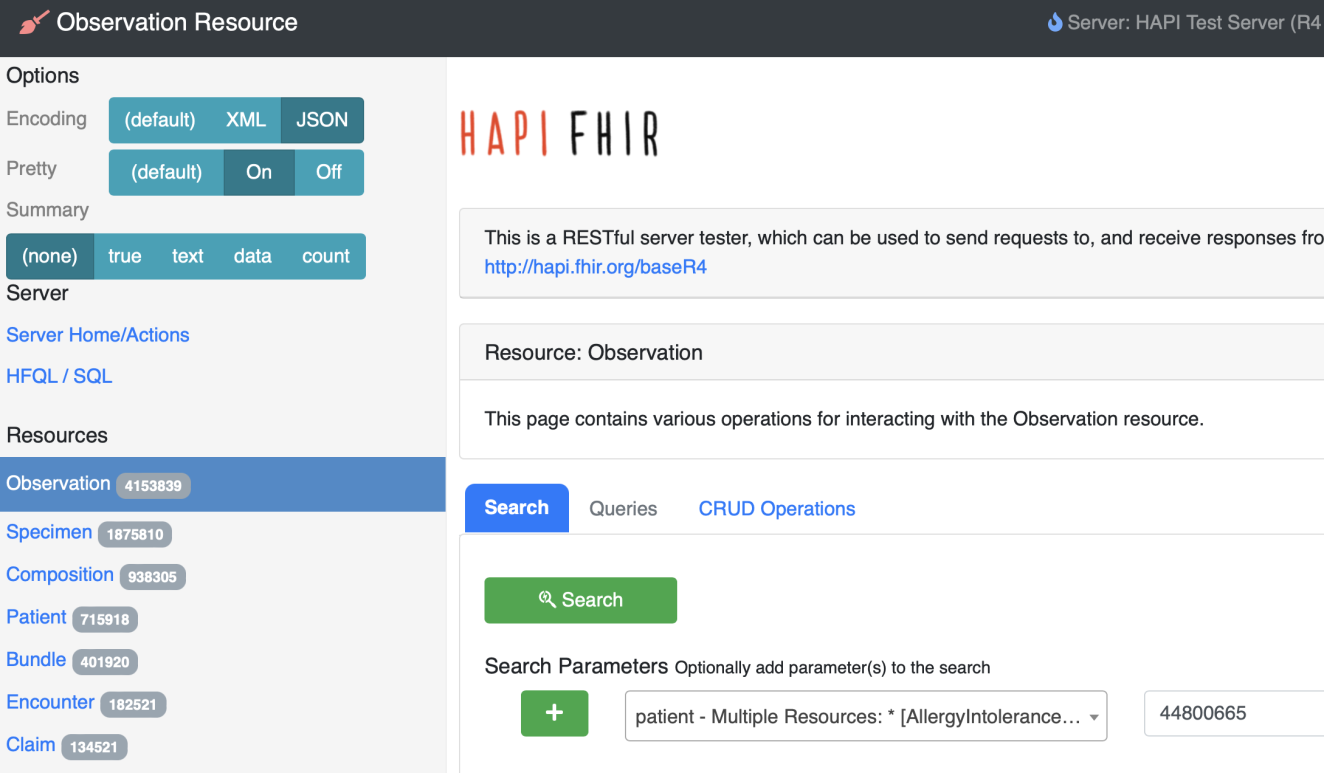 Observation Resource
Server: HAPI Test Server (R4
Options
Encoding (default) XML JSON
Pretty (default) On Off
Summary
(none) true text data count
Server
Server Home/Actions
HFQL / SQL
Resources
Observation 4153839
Specimen 1875810
Composition 938305
Patient 715918
Bundle 401920
Encounter 182521
Claim 134521
HAPI FHIR
This is a RESTful server tester, which can be used to send requests to, and receive responses fro
http://hapi.fhir.org/baseR4
Resource: Observation
This page contains various operations for interacting with the Observation resource.
Search Queries CRUD Operations
Search
Search Parameters Optionally add parameter(s) to the search
+ patient - Multiple Resources: * [AllergyIntolerance... 44800665